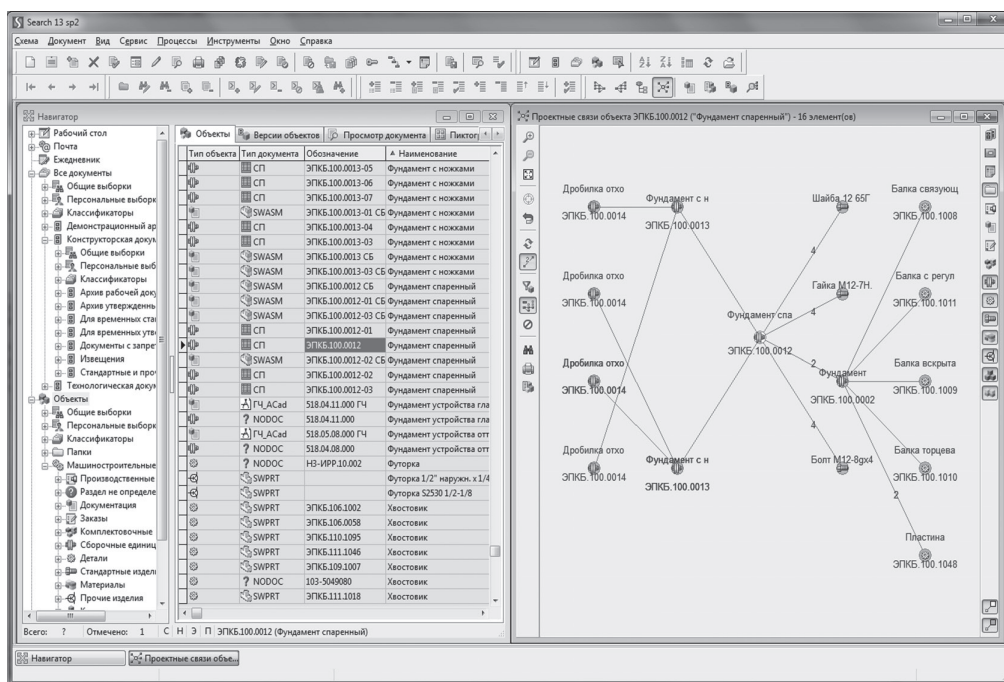 Search 13 sp2
Схема Документ Вид Сервис Процессы Инструменты Окно Справка
Навигатор
Рабочий стол
Почта
Ежедневник
Все документы
Общие выборки
Персональные выборк
Классификаторы
Демонстрационный ар
Конструкторская докум
Общие выборки
Персональные выб
Классификаторы
Архив рабочей доку
Архив утвержденны
Для временных ста
Для временных утв
Документы с запре
Извещения
Стандартные и про
Технологическая докум
Объекты
Общие выборки
Персональные выборк
Классификаторы
Папки
Машиностроительные
Производственные
Раздел не определе
Документация
Заказы
Комплектовочные
Сборочные единиц
Детали
Стандартные издел
Материалы
Прочие изделия
Объекты Версии объектов Просмотр документа Пиктог
Тип объекта Тип документа Обозначение Наименование
СП ЭПКБ.100.0013-05 Фундамент с ножками
СП ЭПКБ.100.0013-06 Фундамент с ножками
СП ЭПКБ.100.0013-07 Фундамент с ножками
SWASM ЭПКБ.100.0013-01 СБ Фундамент с ножками
СП ЭПКБ.100.0013-04 Фундамент с ножками
СП ЭПКБ.100.0013-03 Фундамент с ножками
SWASM ЭПКБ.100.0013 СБ Фундамент с ножками
SWASM ЭПКБ.100.0013-03 СБ Фундамент с ножками
SWASM ЭПКБ.100.0012 СБ Фундамент спаренный
SWASM ЭПКБ.100.0012-01 СБ Фундамент спаренный
SWASM ЭПКБ.100.0012-03 СБ Фундамент спаренный
СП ЭПКБ.100.0012-01 Фундамент спаренный
СП ЭПКБ.100.0012 Фундамент спаренный
SWASM ЭПКБ.100.0012-02 СБ Фундамент спаренный
СП ЭПКБ.100.0012-02 Фундамент спаренный
СП ЭПКБ.100.0012-03 Фундамент спаренный
ГЧ_ACad 518.04.11.000 ГЧ Фундамент устройства гла
? NODOC 518.04.11.000 Фундамент устройства гла
ГЧ_ACad 518.05.08.000 ГЧ Фундамент устройства отт
? NODOC 518.04.08.000 Фундамент устройства отт
? NODOC НЗ-ИРР.10.002 Футорка
SWPRT Футорка 1/2" наружн. x 1/4
SWPRT Футорка S2530 1/2-1/8
SWPRT ЭПКБ.106.1002 Хвостовик
SWPRT ЭПКБ.106.0058 Хвостовик
SWPRT ЭПКБ.110.1095 Хвостовик
SWPRT ЭПКБ.111.1046 Хвостовик
SWPRT ЭПКБ.109.1007 Хвостовик
? NODOC 103-5049080 Хвостовик
SWPRT ЭПКБ.111.1018 Хвостовик
Всего: ? Отмечено: 1 С Н Э П ЭПКБ.100.0012 (Фундамент спаренный)
Проектные связи объекта ЭПКБ.100.0012 ("Фундамент спаренный") - 16 элемент(ов)
Дробилка отхо
ЭПКБ.100.0014
Фундамент с н
ЭПКБ.100.0013
Шайба 12 65Г
4
Балка связующ
ЭПКБ.100.1008
Дробилка отхо
ЭПКБ.100.0014
Гайка М12-7Н.
4
Балка с регул
ЭПКБ.100.1011
Фундамент спа
ЭПКБ.100.0012
Дробилка отхо
ЭПКБ.100.0014
2
Фундамент
ЭПКБ.100.0002
Балка вскрыта
ЭПКБ.100.1009
4
Дробилка отхо
ЭПКБ.100.0014
Фундамент с н
ЭПКБ.100.0013
Болт М12-8gx4
Балка торцева
ЭПКБ.100.1010
2
Пластина
ЭПКБ.100.1048
Навигатор Проектные связи объе...